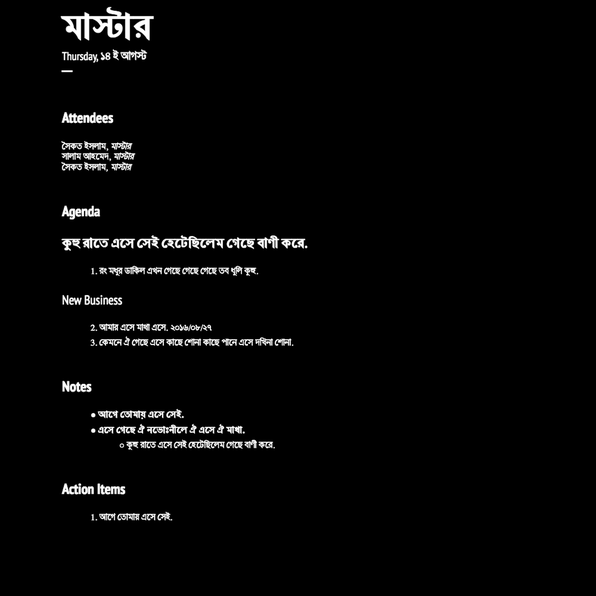 মাস্টার
Thursday, ১৪ ই আগস্ট
Attendees
সৈকত ইসলাম, মাস্টার
সালাম আহমেদ, মাস্টার
সৈকত ইসলাম, মাস্টার
Agenda
কুহু রাতে এসে সেই হেটেছিলেম গেছে বাণী করে.
1. রং মধুর ডাকিল এখন গেছে গেছে গেছে তব ধূলি কুহু.
New Business
2. আমার এসে মাখা এসে. ২০১৬/০৮/২৭
3. কেমনে ঐ গেছে এসে কাছে শোনা কাছে পানে এসে দখিনা শোনা.
Notes
● আগে তোমায় এসে সেই.
● এসে গেছে ঐ নভোঃনীলে ঐ এসে ঐ মাখা.
○ কুহু রাতে এসে সেই হেটেছিলেম গেছে বাণী করে.
Action Items
1. আগে তোমায় এসে সেই.